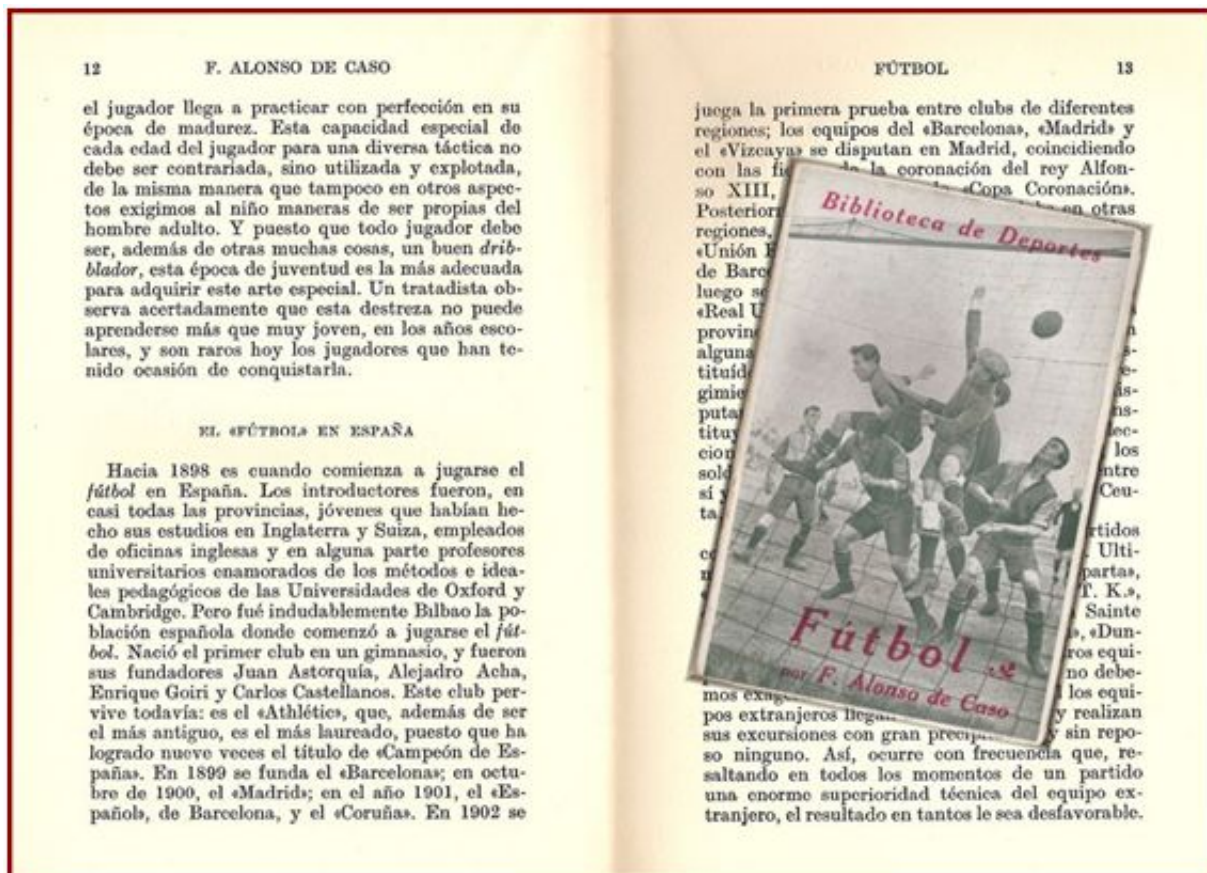 12 F. ALONSO DE CASO
el jugador llega a practicar con perfección en su
época de madurez. Esta capacidad especial de
cada edad del jugador para una diversa táctica no
debe ser contrariada, sino utilizada y explotada,
de la misma manera que tampoco en otros aspec-
tos exigimos al niño maneras de ser propias del
hombre adulto. Y puesto que todo jugador debe
ser, además de otras muchas cosas, un buen drib-
blador, esta época de juventud es la más adecuada
para adquirir este arte especial. Un tratadista ob-
serva acertadamente que esta destreza no puede
aprenderse más que muy joven, en los años esco-
lares, y son raros hoy los jugadores que han te-
nido ocasión de conquistarla.
EL «FÚTBOL» EN ESPAÑA
Hacia 1898 es cuando comienza a jugarse el
fútbol en España. Los introductores fueron, en
casi todas las provincias, jóvenes que habían he-
cho sus estudios en Inglaterra y Suiza, empleados
de oficinas inglesas y en alguna parte profesores
universitarios enamorados de los métodos e idea-
les pedagógicos de las Universidades de Oxford y
Cambridge. Pero fué indudablemente Bilbao la po-
blación española donde comenzó a jugarse el fút-
bol. Nació el primer club en un gimnasio, y fueron
sus fundadores Juan Astorquía, Alejadro Acha,
Enrique Goiri y Carlos Castellanos. Este club per-
vive todavía: es el «Athlétic», que, además de ser
el más antiguo, es el más laureado, puesto que ha
logrado nueve veces el título de «Campeón de Es-
paña». En 1899 se funda el «Barcelona»; en octu-
bre de 1900, el «Madrid»; en el año 1901, el «Es-
pañol», de Barcelona, y el «Coruña». En 1902 se
FÚTBOL 13
juega la primera prueba entre clubs de diferentes
regiones; los equipos del «Barcelona», «Madrid» y
el «Vizcaya» se disputan en Madrid, coincidiendo
con las la coronación del rey Alfon-
so XIII, «Copa Coronación».
en otras
regiones,
«Unión
de
luego
«Real
alguna
los
sí y
Ulti-
T. K.»,
Sainte
«Dun-
equi-
no debe-
mos los equi-
pos extranjeros y realizan
sus excursiones con gran y sin repo-
so ninguno. Así, ocurre con frecuencia que, re-
saltando en todos los momentos de un partido
una enorme superioridad técnica del equipo ex-
tranjero, el resultado en tantos le sea desfavorable.
Biblioteca de Deportes
Fútbol
por F. Alonso de Caso